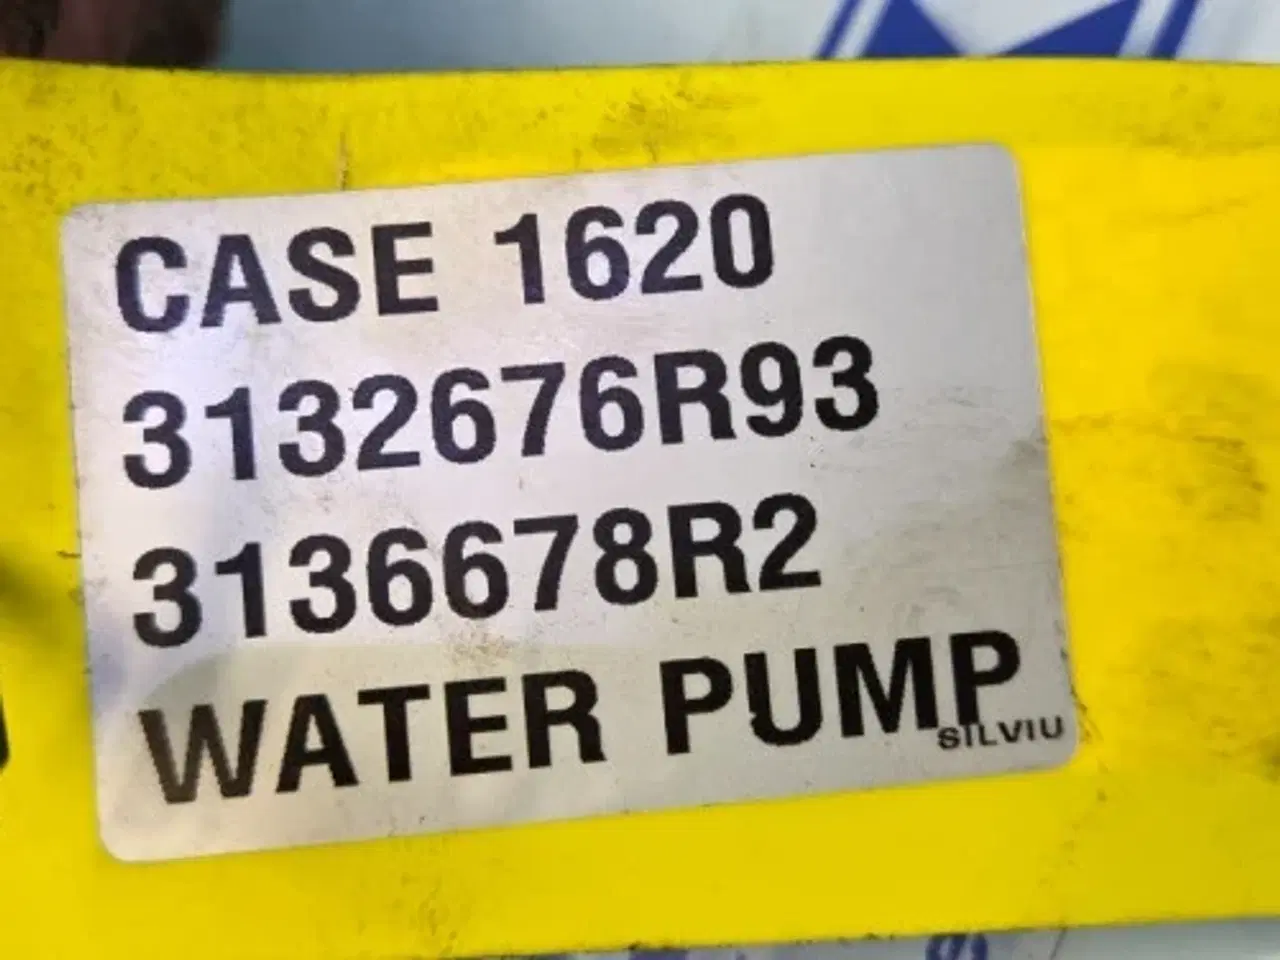 CASE 1620
3132676R93
3136678R2
WATER PUMP
SILVIU